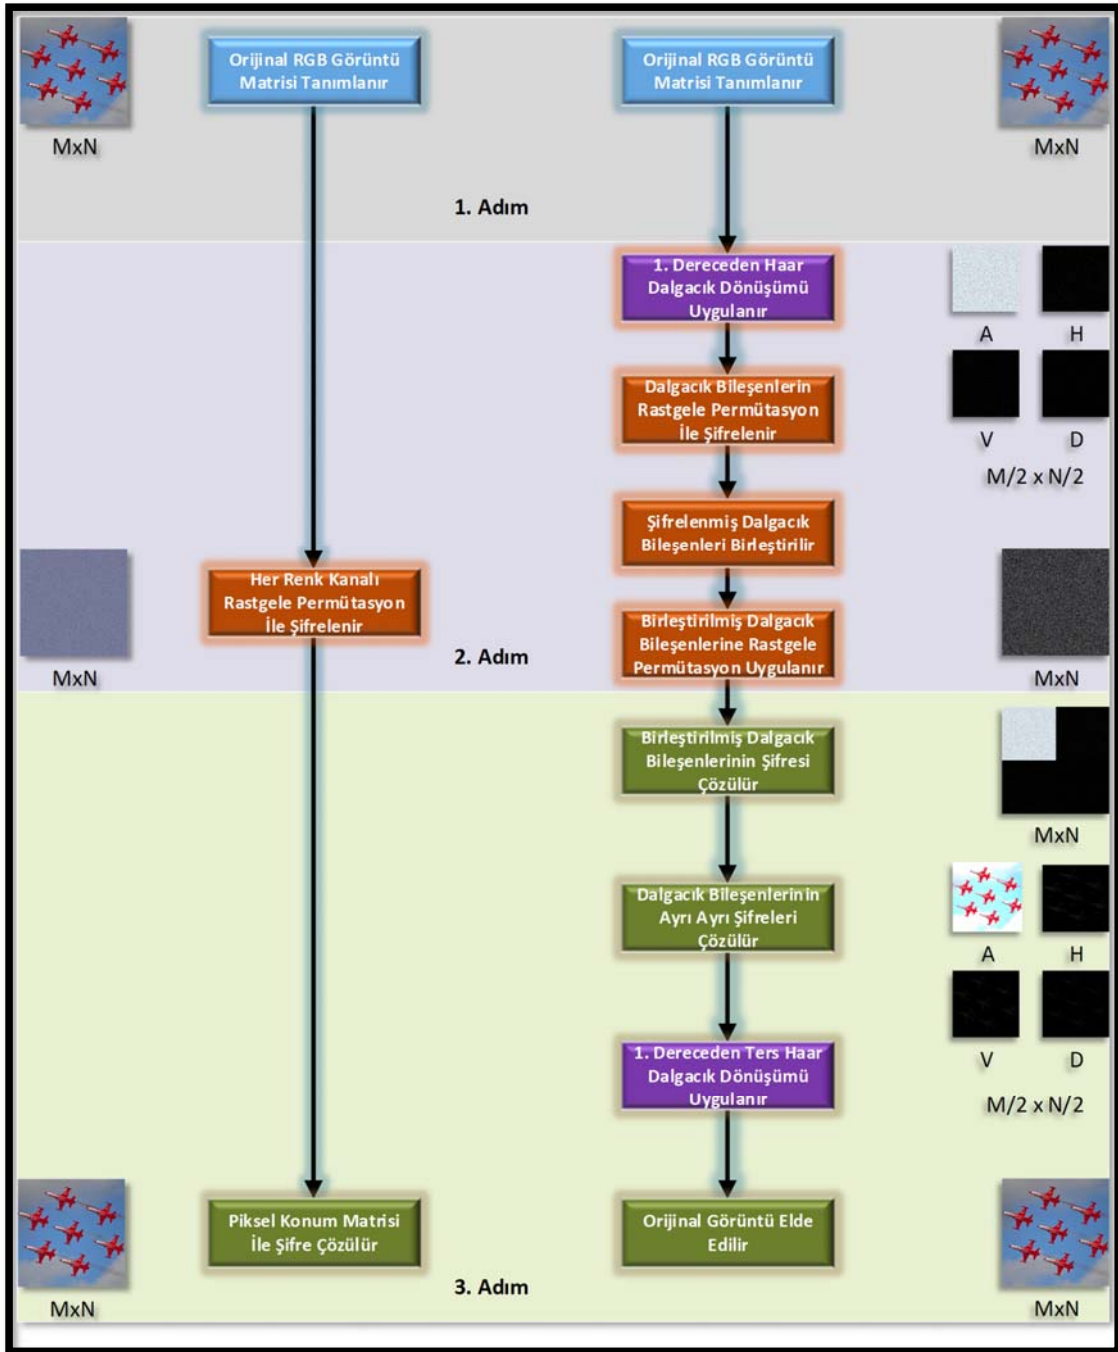 Orijinal RGB Görüntü
Matrisi Tanımlanır
Orijinal RGB Görüntü
Matrisi Tanımlanır
MxN
MxN
1. Adım
1. Dereceden Haar
Dalgacık Dönüşümü
Uygulanır
A
H
Dalgacık Bileşenlerin
Rastgele Permütasyon
İle Şifrelenir
V
D
M/2 x N/2
Şifrelenmiş Dalgacık
Bileşenleri Birleştirilir
Her Renk Kanalı
Rastgele Permütasyon
İle Şifrelenir
Birleştirilmiş Dalgacık
Bileşenlerine Rastgele
Permütasyon Uygulanır
MxN
2. Adım
MxN
Birleştirilmiş Dalgacık
Bileşenlerinin Şifresi
Çözülür
MxN
Dalgacık Bileşenlerinin
Ayrı Ayrı Şifreleri
Çözülür
A
H
V
D
1. Dereceden Ters Haar
Dalgacık Dönüşümü
Uygulanır
M/2 x N/2
Piksel Konum Matrisi
İle Şifre Çözülür
Orijinal Görüntü Elde
Edilir
3. Adım
MxN
MxN